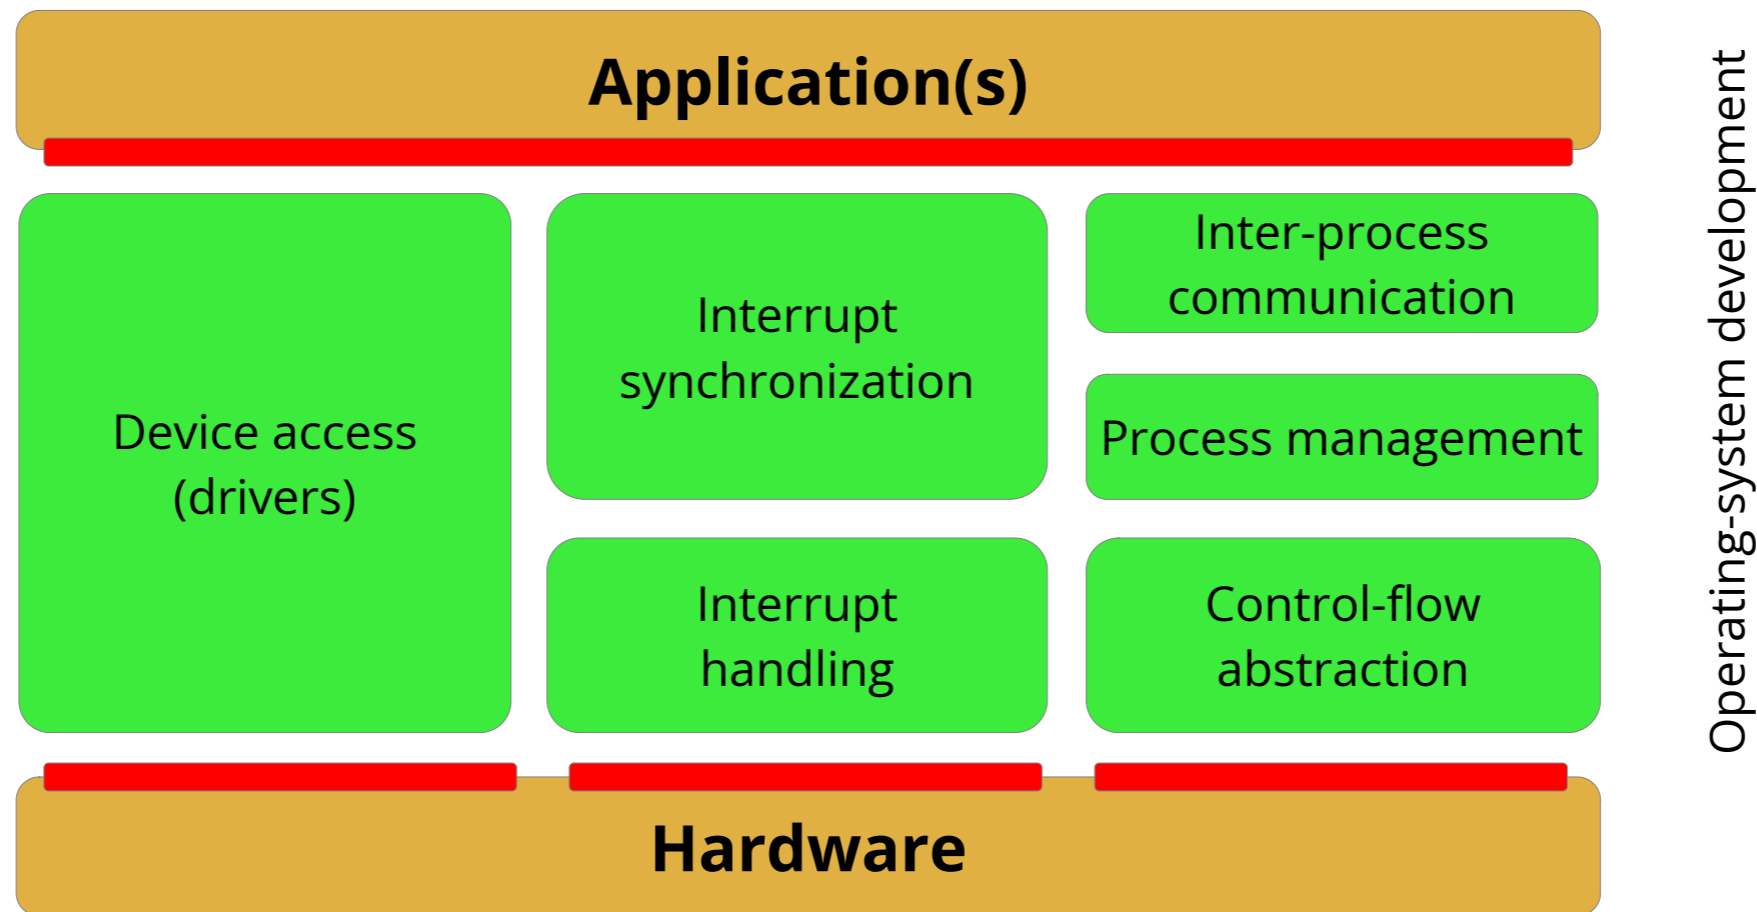 Application(s)
Device access
(drivers)
Interrupt
synchronization
Interrupt
handling
Inter-process
communication
Process management
Control-flow
abstraction
Hardware
Operating-system development